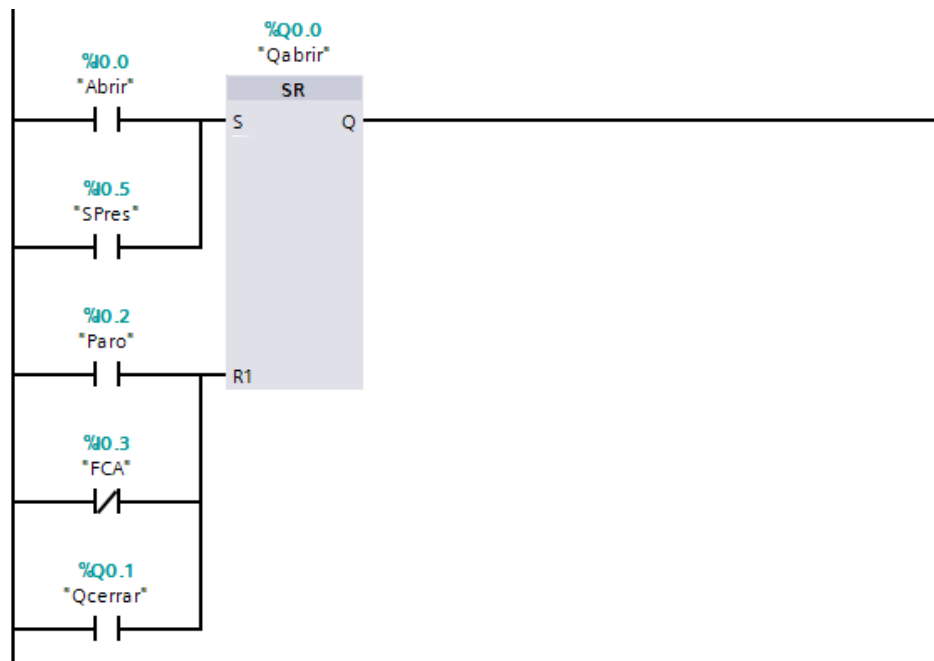 %Q0.0
"Qabrir"
%I0.0
"Abrir"
SR
S Q
%I0.5
"SPres"
%I0.2
"Paro"
R1
%I0.3
"FCA"
%Q0.1
"Qcerrar"